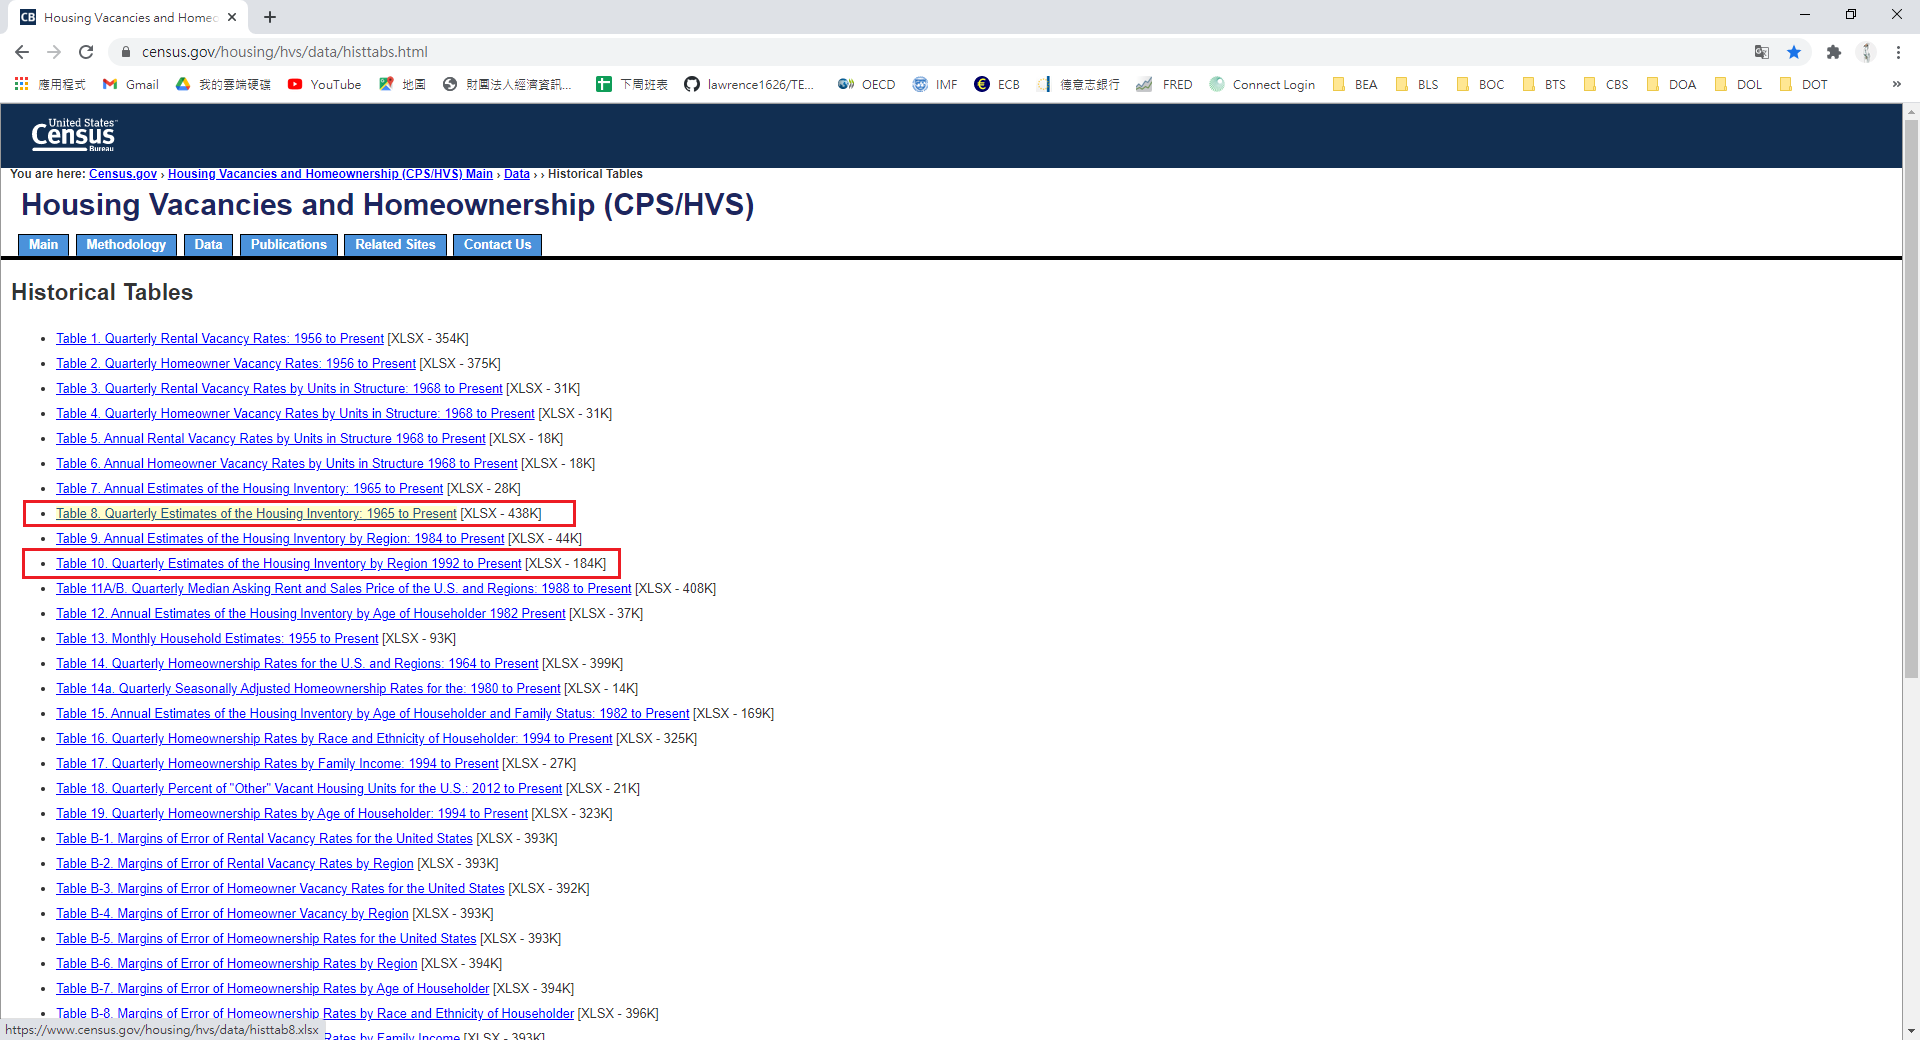 CB Housing Vacancies and Homeo
census.gov/housing/hvs/data/histtabs.html
應用程式 Gmail 我的雲端硬碟 YouTube 地圖 財團法人經濟資訊... 下周班表 lawrence1626/TE... OECD IMF ECB 德意志銀行 FRED Connect Login BEA BLS BOC BTS CBS DOA DOL DOT »
United States™
Census
Bureau
You are here: Census.gov › Housing Vacancies and Homeownership (CPS/HVS) Main › Data › › Historical Tables
Housing Vacancies and Homeownership (CPS/HVS)
Main Methodology Data Publications Related Sites Contact Us
Historical Tables
Table 1. Quarterly Rental Vacancy Rates: 1956 to Present [XLSX - 354K]
Table 2. Quarterly Homeowner Vacancy Rates: 1956 to Present [XLSX - 375K]
Table 3. Quarterly Rental Vacancy Rates by Units in Structure: 1968 to Present [XLSX - 31K]
Table 4. Quarterly Homeowner Vacancy Rates by Units in Structure: 1968 to Present [XLSX - 31K]
Table 5. Annual Rental Vacancy Rates by Units in Structure 1968 to Present [XLSX - 18K]
Table 6. Annual Homeowner Vacancy Rates by Units in Structure 1968 to Present [XLSX - 18K]
Table 7. Annual Estimates of the Housing Inventory: 1965 to Present [XLSX - 28K]
Table 8. Quarterly Estimates of the Housing Inventory: 1965 to Present [XLSX - 438K]
Table 9. Annual Estimates of the Housing Inventory by Region: 1984 to Present [XLSX - 44K]
Table 10. Quarterly Estimates of the Housing Inventory by Region 1992 to Present [XLSX - 184K]
Table 11A/B. Quarterly Median Asking Rent and Sales Price of the U.S. and Regions: 1988 to Present [XLSX - 408K]
Table 12. Annual Estimates of the Housing Inventory by Age of Householder 1982 Present [XLSX - 37K]
Table 13. Monthly Household Estimates: 1955 to Present [XLSX - 93K]
Table 14. Quarterly Homeownership Rates for the U.S. and Regions: 1964 to Present [XLSX - 399K]
Table 14a. Quarterly Seasonally Adjusted Homeownership Rates for the: 1980 to Present [XLSX - 14K]
Table 15. Annual Estimates of the Housing Inventory by Age of Householder and Family Status: 1982 to Present [XLSX - 169K]
Table 16. Quarterly Homeownership Rates by Race and Ethnicity of Householder: 1994 to Present [XLSX - 325K]
Table 17. Quarterly Homeownership Rates by Family Income: 1994 to Present [XLSX - 27K]
Table 18. Quarterly Percent of "Other" Vacant Housing Units for the U.S.: 2012 to Present [XLSX - 21K]
Table 19. Quarterly Homeownership Rates by Age of Householder: 1994 to Present [XLSX - 323K]
Table B-1. Margins of Error of Rental Vacancy Rates for the United States [XLSX - 393K]
Table B-2. Margins of Error of Rental Vacancy Rates by Region [XLSX - 393K]
Table B-3. Margins of Error of Homeowner Vacancy Rates for the United States [XLSX - 392K]
Table B-4. Margins of Error of Homeowner Vacancy by Region [XLSX - 393K]
Table B-5. Margins of Error of Homeownership Rates for the United States [XLSX - 393K]
Table B-6. Margins of Error of Homeownership Rates by Region [XLSX - 394K]
Table B-7. Margins of Error of Homeownership Rates by Age of Householder [XLSX - 394K]
Table B-8. Margins of Error of Homeownership Rates by Race and Ethnicity of Householder [XLSX - 396K]
https://www.census.gov/housing/hvs/data/histtab8.xlsx
Rates by Family Income [XLSX - 393K]